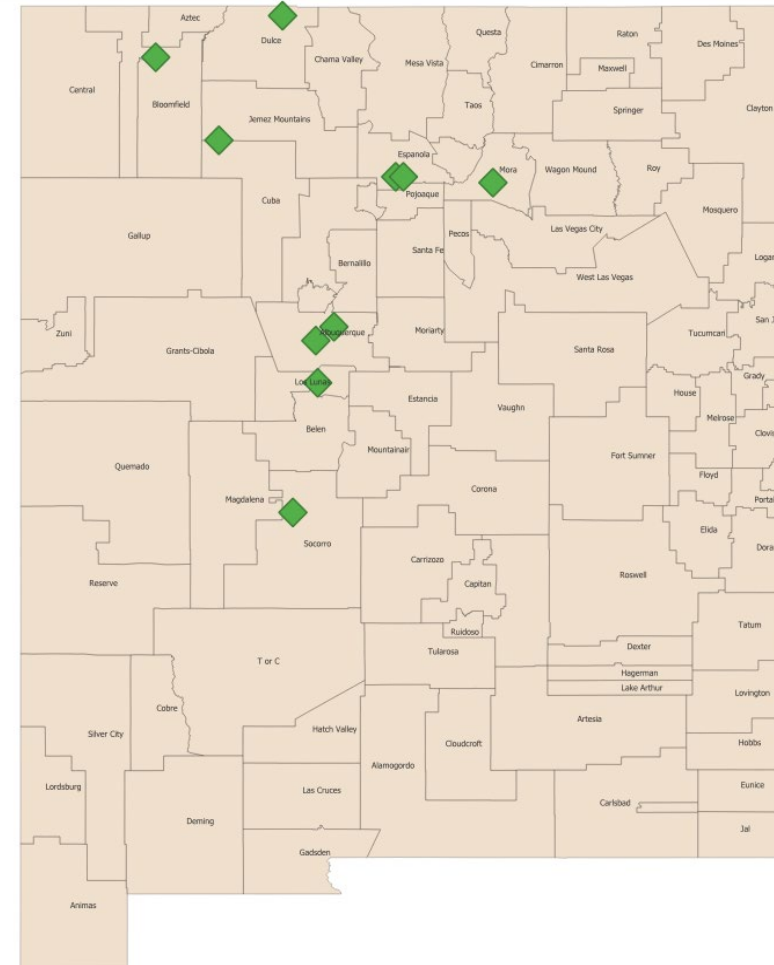 Aztec
Dulce
Questa
Raton
Des Moines
Chama Valley
Mesa Vista
Cimarron
Maxwell
Central
Bloomfield
Taos
Springer
Clayton
Jemez Mountains
Espanola
Mora
Wagon Mound
Roy
Cuba
Pojoaque
Mosquero
Gallup
Pecos
Las Vegas City
Santa Fe
Bernalillo
West Las Vegas
Zuni
Albuquerque
Moriarty
Tucumcari
Grants-Cibola
Santa Rosa
Los Lunas
Grady
Estancia
Vaughn
House
Melrose
Belen
Mountainair
Fort Sumner
Quemado
Floyd
Magdalena
Corona
Socorro
Elida
Carrizozo
Reserve
Capitan
Roswell
Ruidoso
Tatum
Tularosa
Dexter
T or C
Hagerman
Lake Arthur
Lovington
Cobre
Artesia
Silver City
Hatch Valley
Cloudcroft
Hobbs
Alamogordo
Lordsburg
Las Cruces
Eunice
Carlsbad
Deming
Jal
Gadsden
Animas